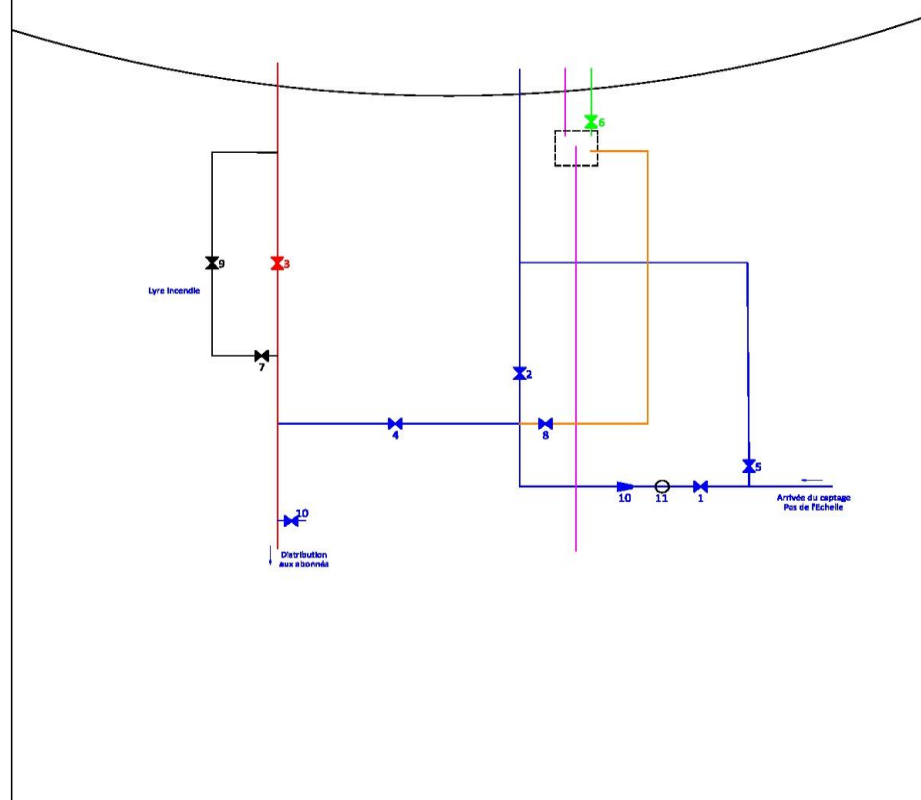 6
9
3
Lyre Incendie
7
2
4
8
5
10
11
1
Arrivée du captage
Pas de l'Echelle
10
Distribution
aux abonnés